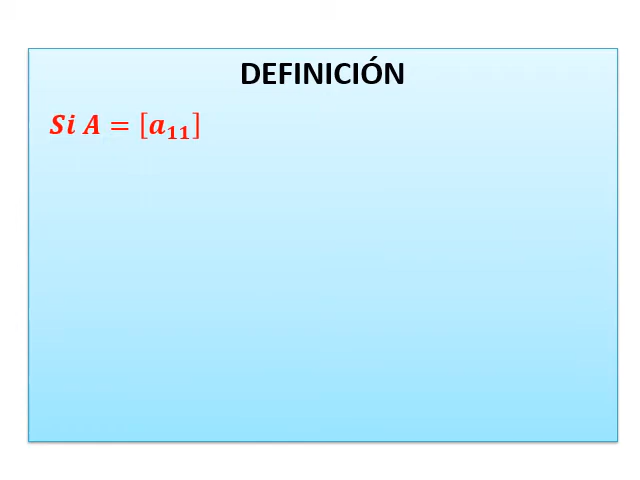 DEFINICIÓN
Si A = [a₁₁]